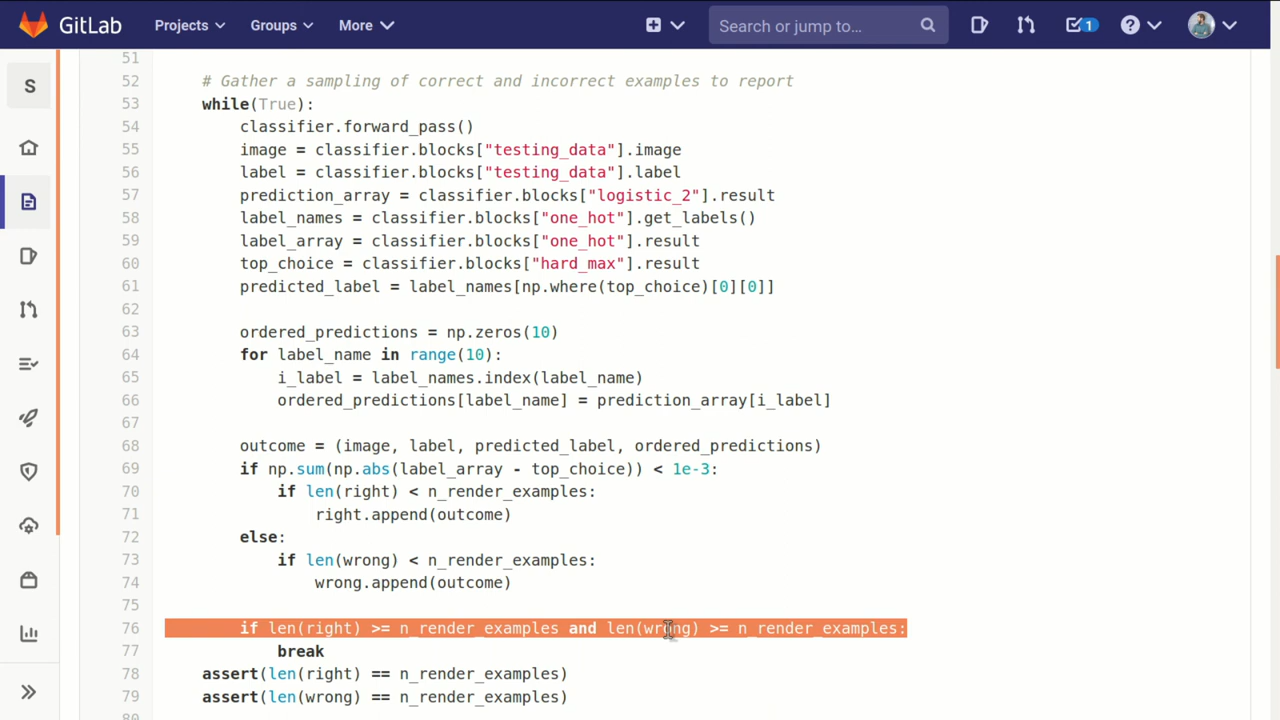 GitLab Projects Groups More Search or jump to... 1
S
51
52 # Gather a sampling of correct and incorrect examples to report
53 while(True):
54 classifier.forward_pass()
55 image = classifier.blocks["testing_data"].image
56 label = classifier.blocks["testing_data"].label
57 prediction_array = classifier.blocks["logistic_2"].result
58 label_names = classifier.blocks["one_hot"].get_labels()
59 label_array = classifier.blocks["one_hot"].result
60 top_choice = classifier.blocks["hard_max"].result
61 predicted_label = label_names[np.where(top_choice)[0][0]]
62
63 ordered_predictions = np.zeros(10)
64 for label_name in range(10):
65 i_label = label_names.index(label_name)
66 ordered_predictions[label_name] = prediction_array[i_label]
67
68 outcome = (image, label, predicted_label, ordered_predictions)
69 if np.sum(np.abs(label_array - top_choice)) < 1e-3:
70 if len(right) < n_render_examples:
71 right.append(outcome)
72 else:
73 if len(wrong) < n_render_examples:
74 wrong.append(outcome)
75
76 if len(right) >= n_render_examples and len(wrong) >= n_render_examples:
77 break
78 assert(len(right) == n_render_examples)
79 assert(len(wrong) == n_render_examples)
80